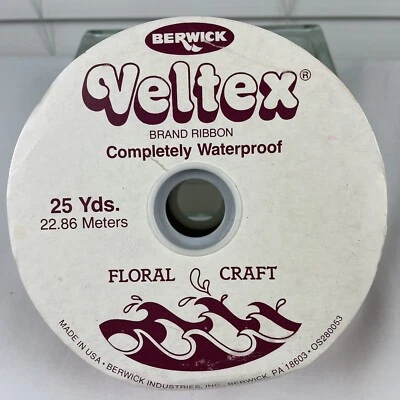 BERWICK
Veltex®
BRAND RIBBON
Completely Waterproof
25 Yds.
22.86 Meters
FLORAL CRAFT
MADE IN USA • BERWICK INDUSTRIES, INC., BERWICK, PA 18603 • OS280053